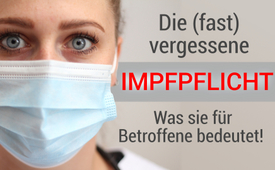 Die (fast)
vergessene
IMPFPFLICHT
Was sie für
Betroffene bedeutet!